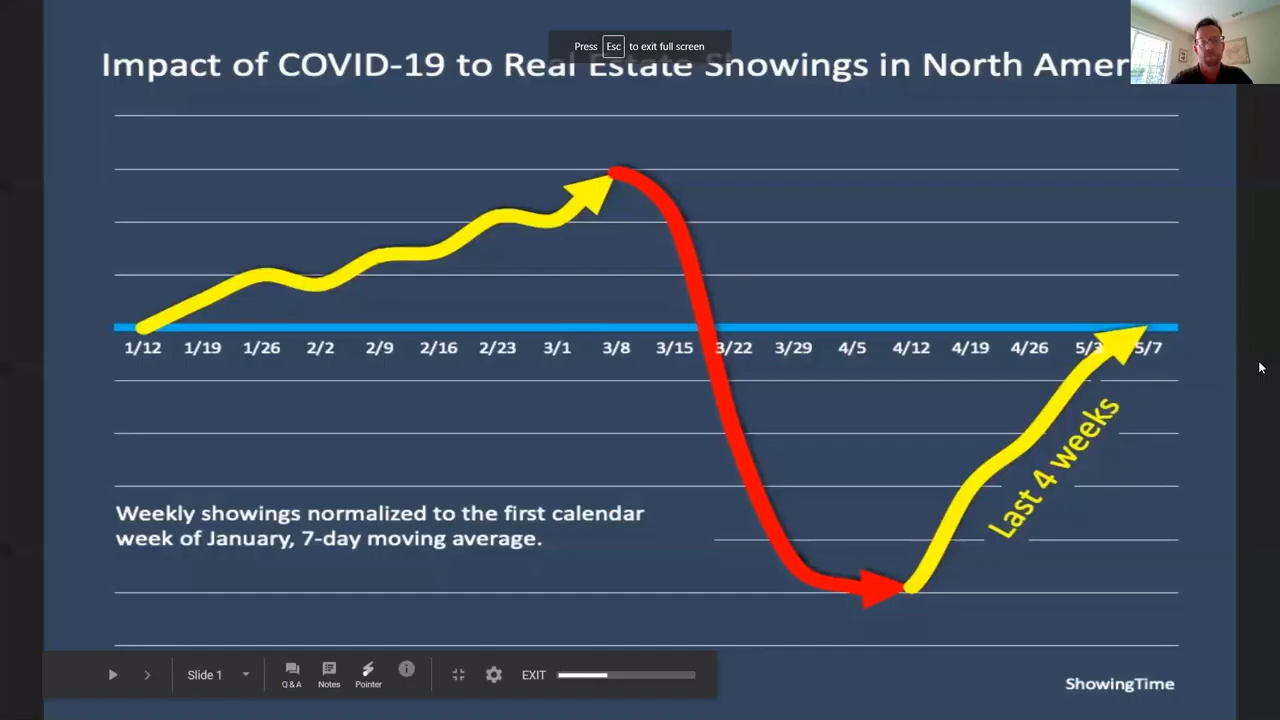 Press Esc to exit full screen
Impact of COVID-19 to Real Estate Showings in North Amer
1/12 1/19 1/26 2/2 2/9 2/16 2/23 3/1 3/8 3/15 3/22 3/29 4/5 4/12 4/19 4/26 5/3 5/7
Last 4 weeks
Weekly showings normalized to the first calendar
week of January, 7-day moving average.
Slide 1 Q&A Notes Pointer EXIT
ShowingTime